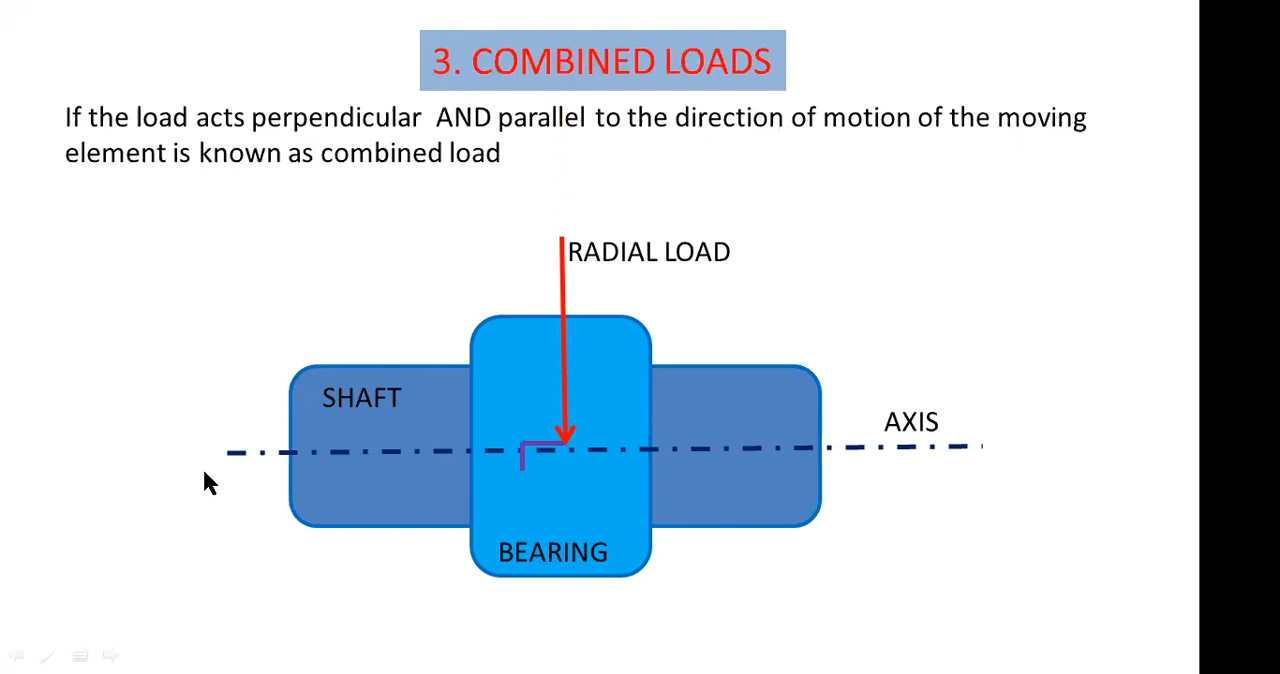 3. COMBINED LOADS
If the load acts perpendicular AND parallel to the direction of motion of the moving
element is known as combined load
RADIAL LOAD
SHAFT
AXIS
BEARING